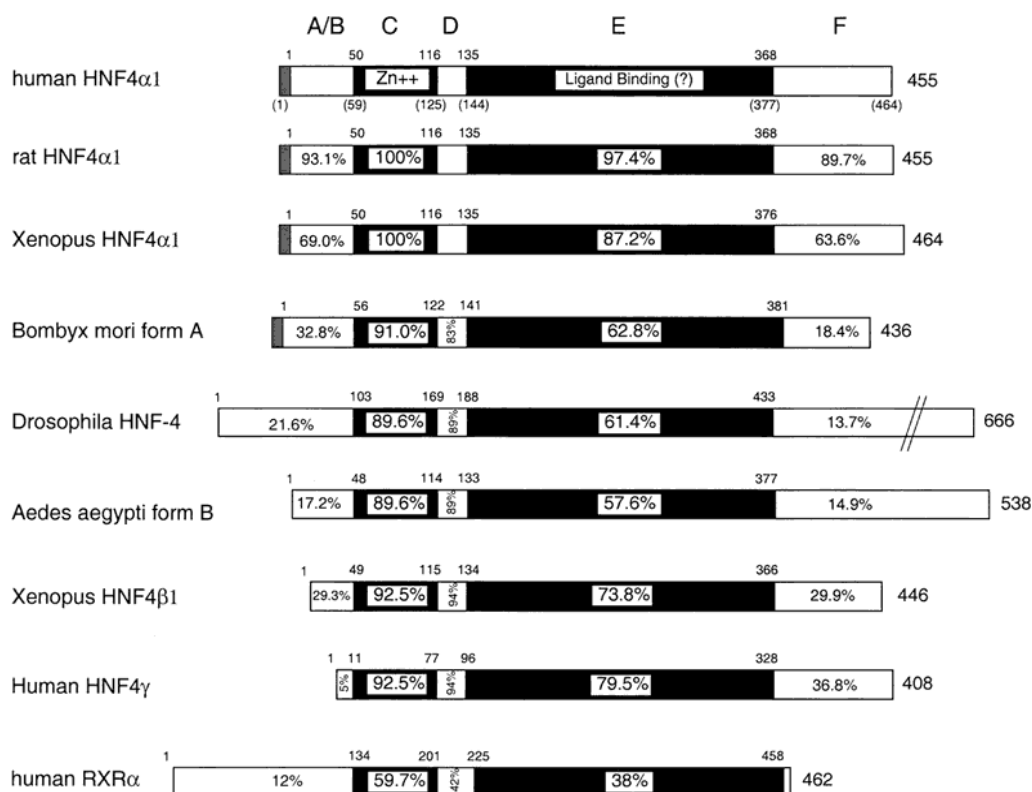 A/B C D E F
1 50 116 135 368
human HNF4α1 Zn++ Ligand Binding (?) 455
(1) (59) (125) (144) (377) (464)
1 50 116 135 368
rat HNF4α1 93.1% 100% 97.4% 89.7% 455
1 50 116 135 376
Xenopus HNF4α1 69.0% 100% 87.2% 63.6% 464
1 56 122 141 381
Bombyx mori form A 32.8% 91.0% 83% 62.8% 18.4% 436
1 103 169 188 433
Drosophila HNF-4 21.6% 89.6% 89% 61.4% 13.7% 666
1 48 114 133 377
Aedes aegypti form B 17.2% 89.6% 89% 57.6% 14.9% 538
1 49 115 134 366
Xenopus HNF4β1 29.3% 92.5% 94% 73.8% 29.9% 446
1 11 77 96 328
Human HNF4γ 5% 92.5% 94% 79.5% 36.8% 408
1 134 201 225 458
human RXRα 12% 59.7% 42% 38% 462